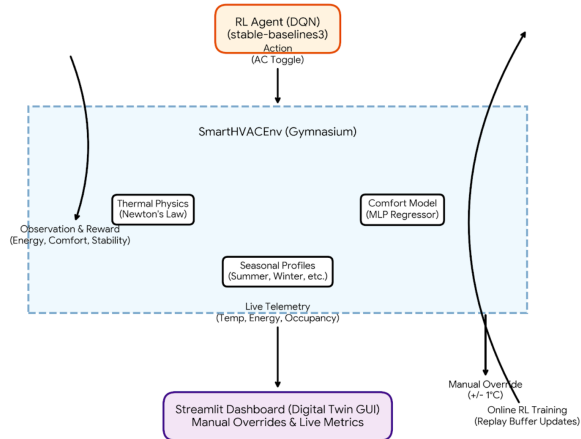 RL Agent (DQN)
(stable-baselines3)
Action
(AC Toggle)
SmartHVACEnv (Gymnasium)
Thermal Physics
(Newton's Law)
Comfort Model
(MLP Regressor)
Observation & Reward
(Energy, Comfort, Stability)
Seasonal Profiles
(Summer, Winter, etc.)
Live Telemetry
(Temp, Energy, Occupancy)
Manual Override
(+/- 1°C)
Online RL Training
(Replay Buffer Updates)
Streamlit Dashboard (Digital Twin GUI)
Manual Overrides & Live Metrics